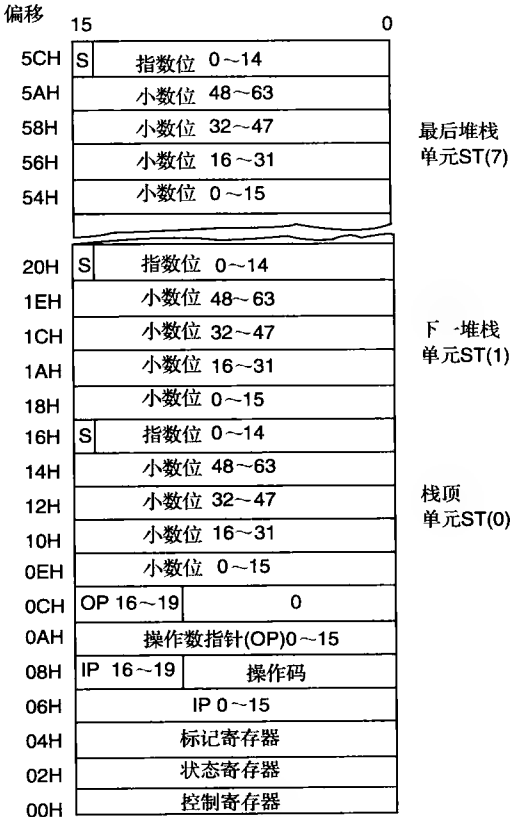 偏移
15 0
5CH S 指数位 0～14
5AH 小数位 48～63
58H 小数位 32～47
56H 小数位 16～31
54H 小数位 0～15
最后堆栈
单元ST(7)
20H S 指数位 0～14
1EH 小数位 48～63
1CH 小数位 32～47
1AH 小数位 16～31
18H 小数位 0～15
下一堆栈
单元ST(1)
16H S 指数位 0～14
14H 小数位 48～63
12H 小数位 32～47
10H 小数位 16～31
0EH 小数位 0～15
栈顶
单元ST(0)
0CH OP 16～19 0
0AH 操作数指针(OP)0～15
08H IP 16～19 操作码
06H IP 0～15
04H 标记寄存器
02H 状态寄存器
00H 控制寄存器